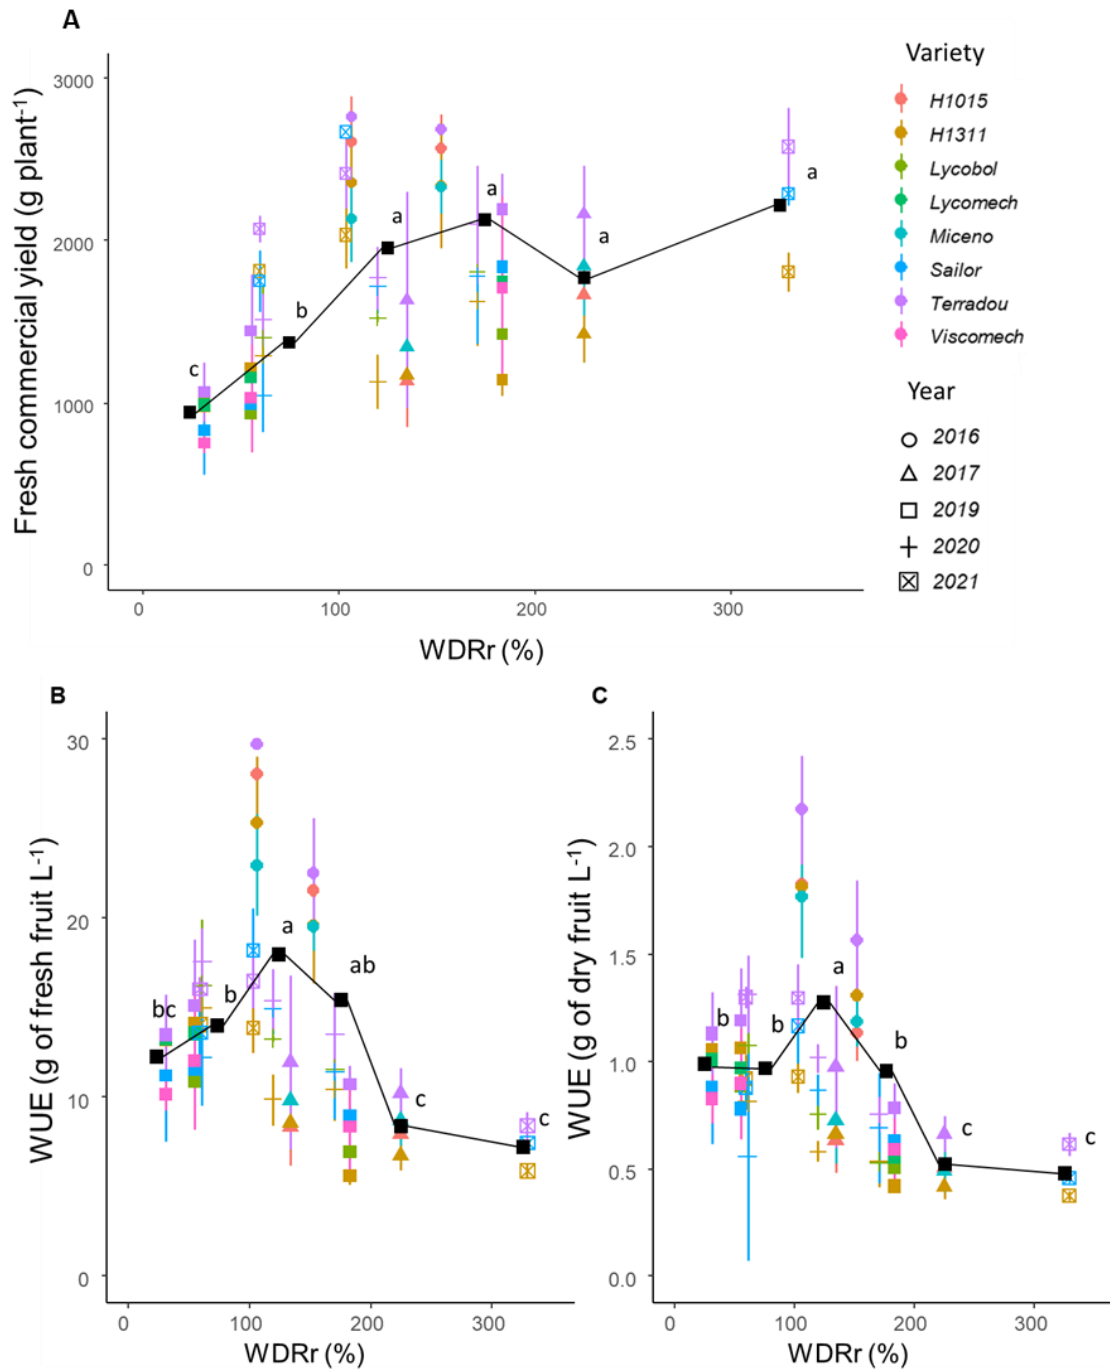 A
Fresh commercial yield (g plant⁻¹)
3000
2000
1000
0
c
b
a
a
a
a
0
100
200
300
WDRr (%)
Variety
H1015
H1311
Lycobol
Lycomech
Miceno
Sailor
Terradou
Viscomech
Year
2016
2017
2019
2020
2021
B
WUE (g of fresh fruit L⁻¹)
30
20
10
0
bc
b
a
ab
c
c
0
100
200
300
WDRr (%)
C
WUE (g of dry fruit L⁻¹)
2.5
2.0
1.5
1.0
0.5
0.0
b
b
a
b
c
c
0
100
200
300
WDRr (%)